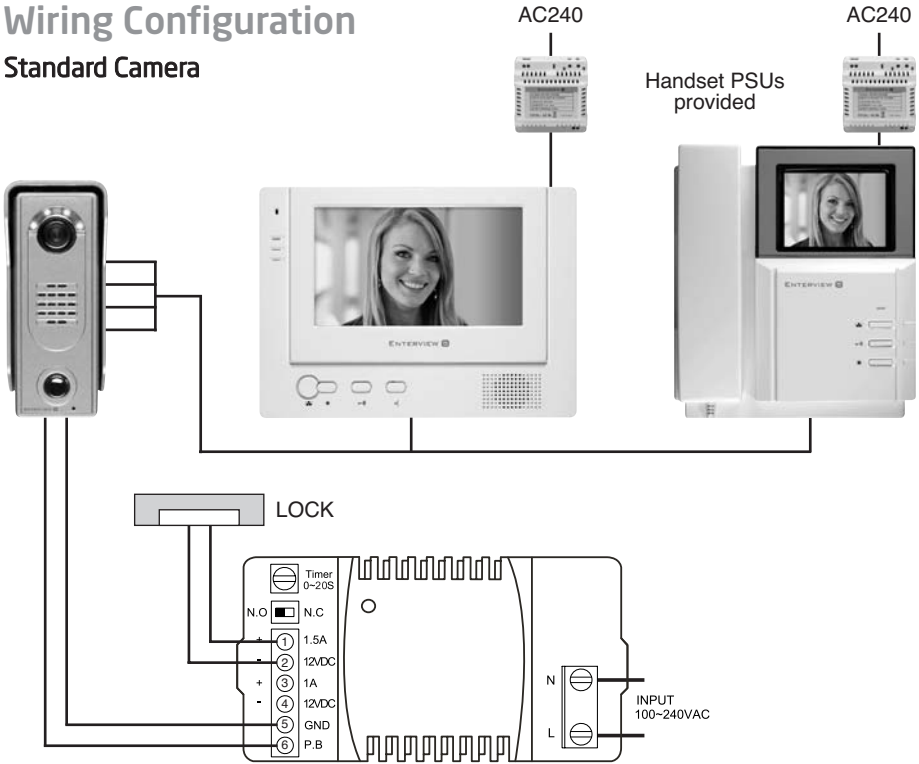 Wiring Configuration
Standard Camera
AC240
AC240
Handset PSUs
provided
ENTERVIEW
ENTERVIEW
ENTERVIEW
LOCK
Timer
0~20S
N.O
N.C
+ 1 1.5A
- 2 12VDC
+ 3 1A
- 4 12VDC
5 GND
6 P.B
N
L
INPUT
100~240VAC